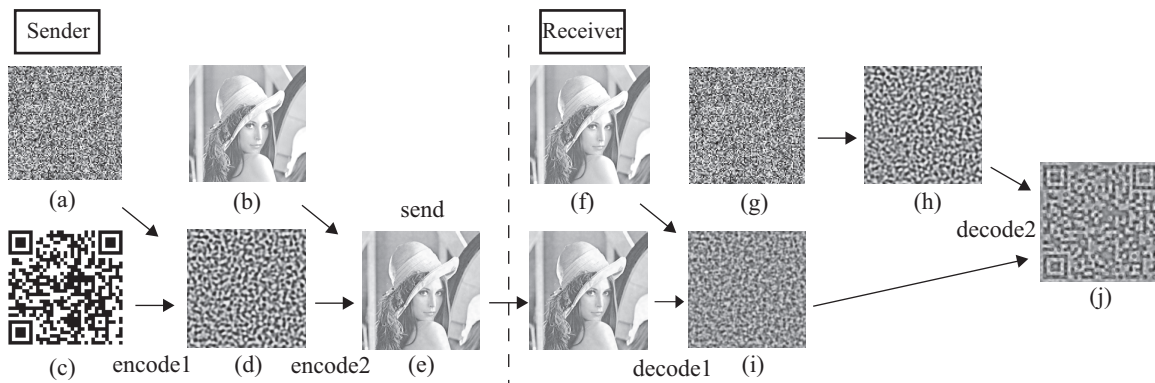 Sender
Receiver
(a)
(b)
send
(f)
(g)
(h)
decode2
(c)
encode1
(d)
encode2
(e)
decode1
(i)
(j)